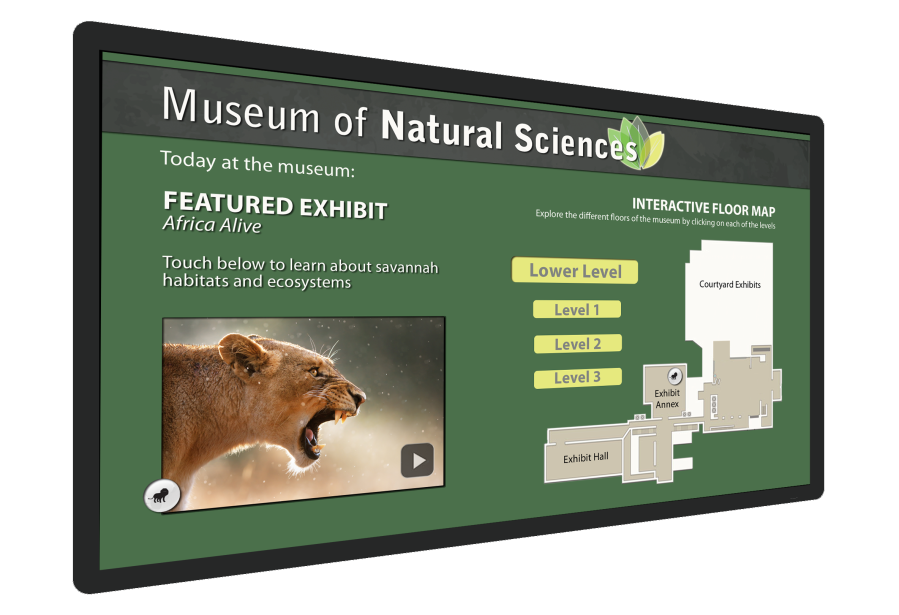 Museum of Natural Sciences
Today at the museum:
FEATURED EXHIBIT
Africa Alive
Touch below to learn about savannah
habitats and ecosystems
INTERACTIVE FLOOR MAP
Explore the different floors of the museum by clicking on each of the levels
Lower Level
Level 1
Level 2
Level 3
Courtyard Exhibits
Exhibit
Annex
Exhibit Hall